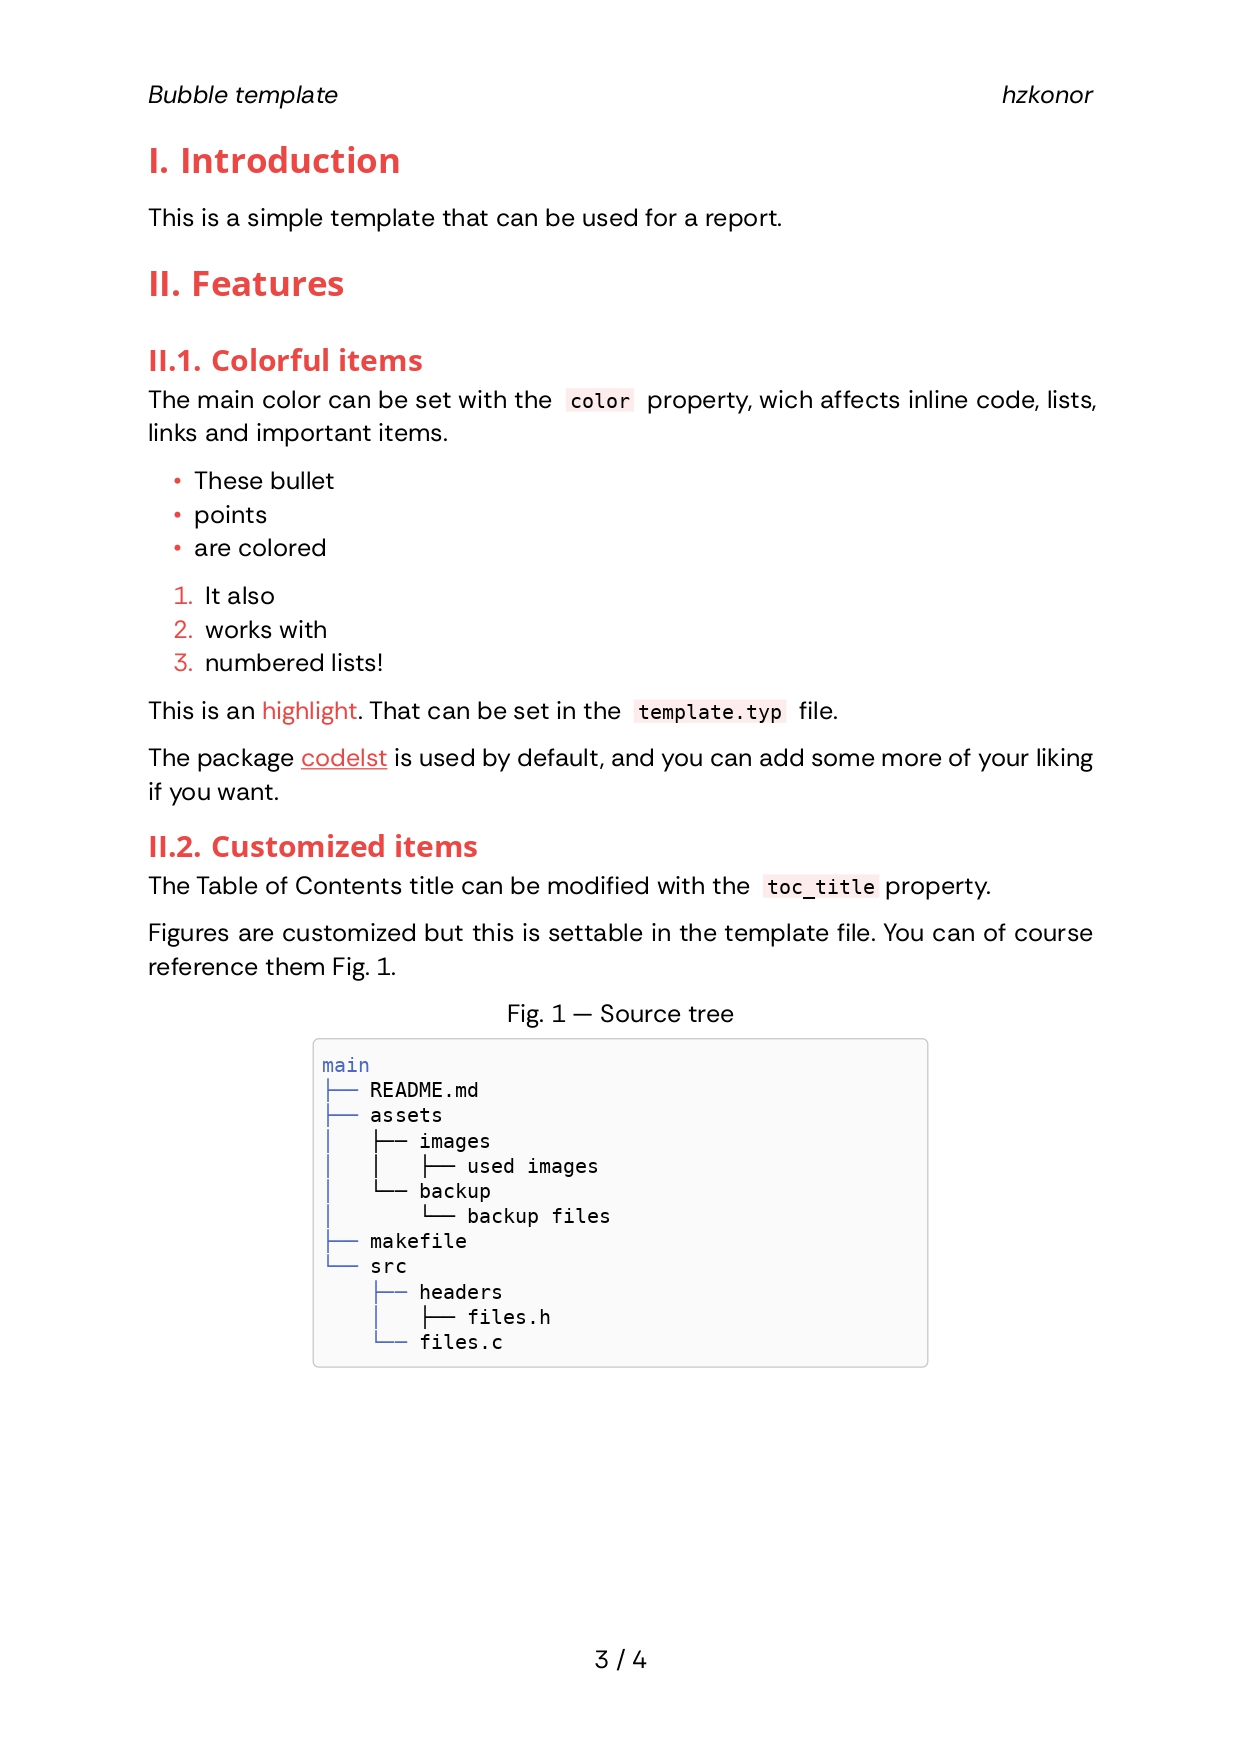 Bubble template hzkonor
I. Introduction
This is a simple template that can be used for a report.
II. Features
II.1. Colorful items
The main color can be set with the color property, wich affects inline code, lists,
links and important items.
• These bullet
• points
• are colored
1. It also
2. works with
3. numbered lists!
This is an highlight. That can be set in the template.typ file.
The package codelst is used by default, and you can add some more of your liking
if you want.
II.2. Customized items
The Table of Contents title can be modified with the toc_title property.
Figures are customized but this is settable in the template file. You can of course
reference them Fig. 1.
Fig. 1 — Source tree
main
├── README.md
├── assets
│   ├── images
│   │   ├── used images
│   └── backup
│       └── backup files
├── makefile
└── src
    ├── headers
    │   ├── files.h
    └── files.c
3 / 4